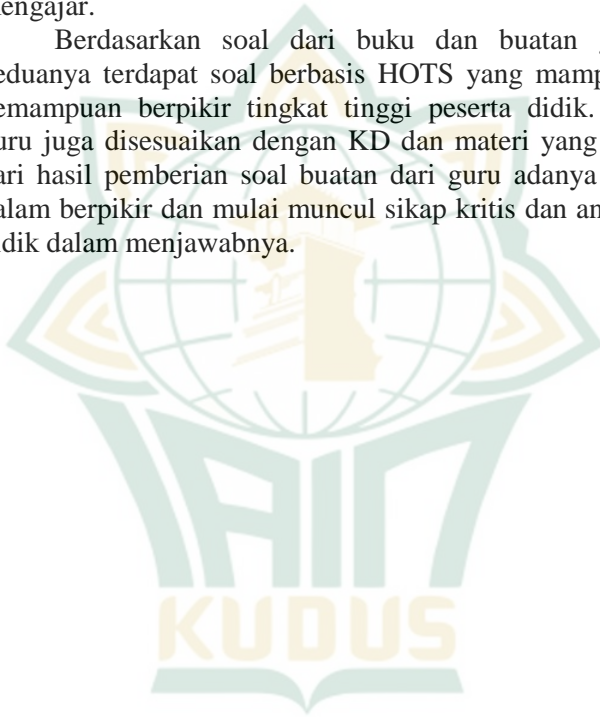 engajar.
Berdasarkan soal dari buku dan buatan
eduanya terdapat soal berbasis HOTS yang mamp
emampuan berpikir tingkat tinggi peserta didik.
uru juga disesuaikan dengan KD dan materi yang
ari hasil pemberian soal buatan dari guru adanya
alam berpikir dan mulai muncul sikap kritis dan an
idik dalam menjawabnya.
IAIN
KUDUS